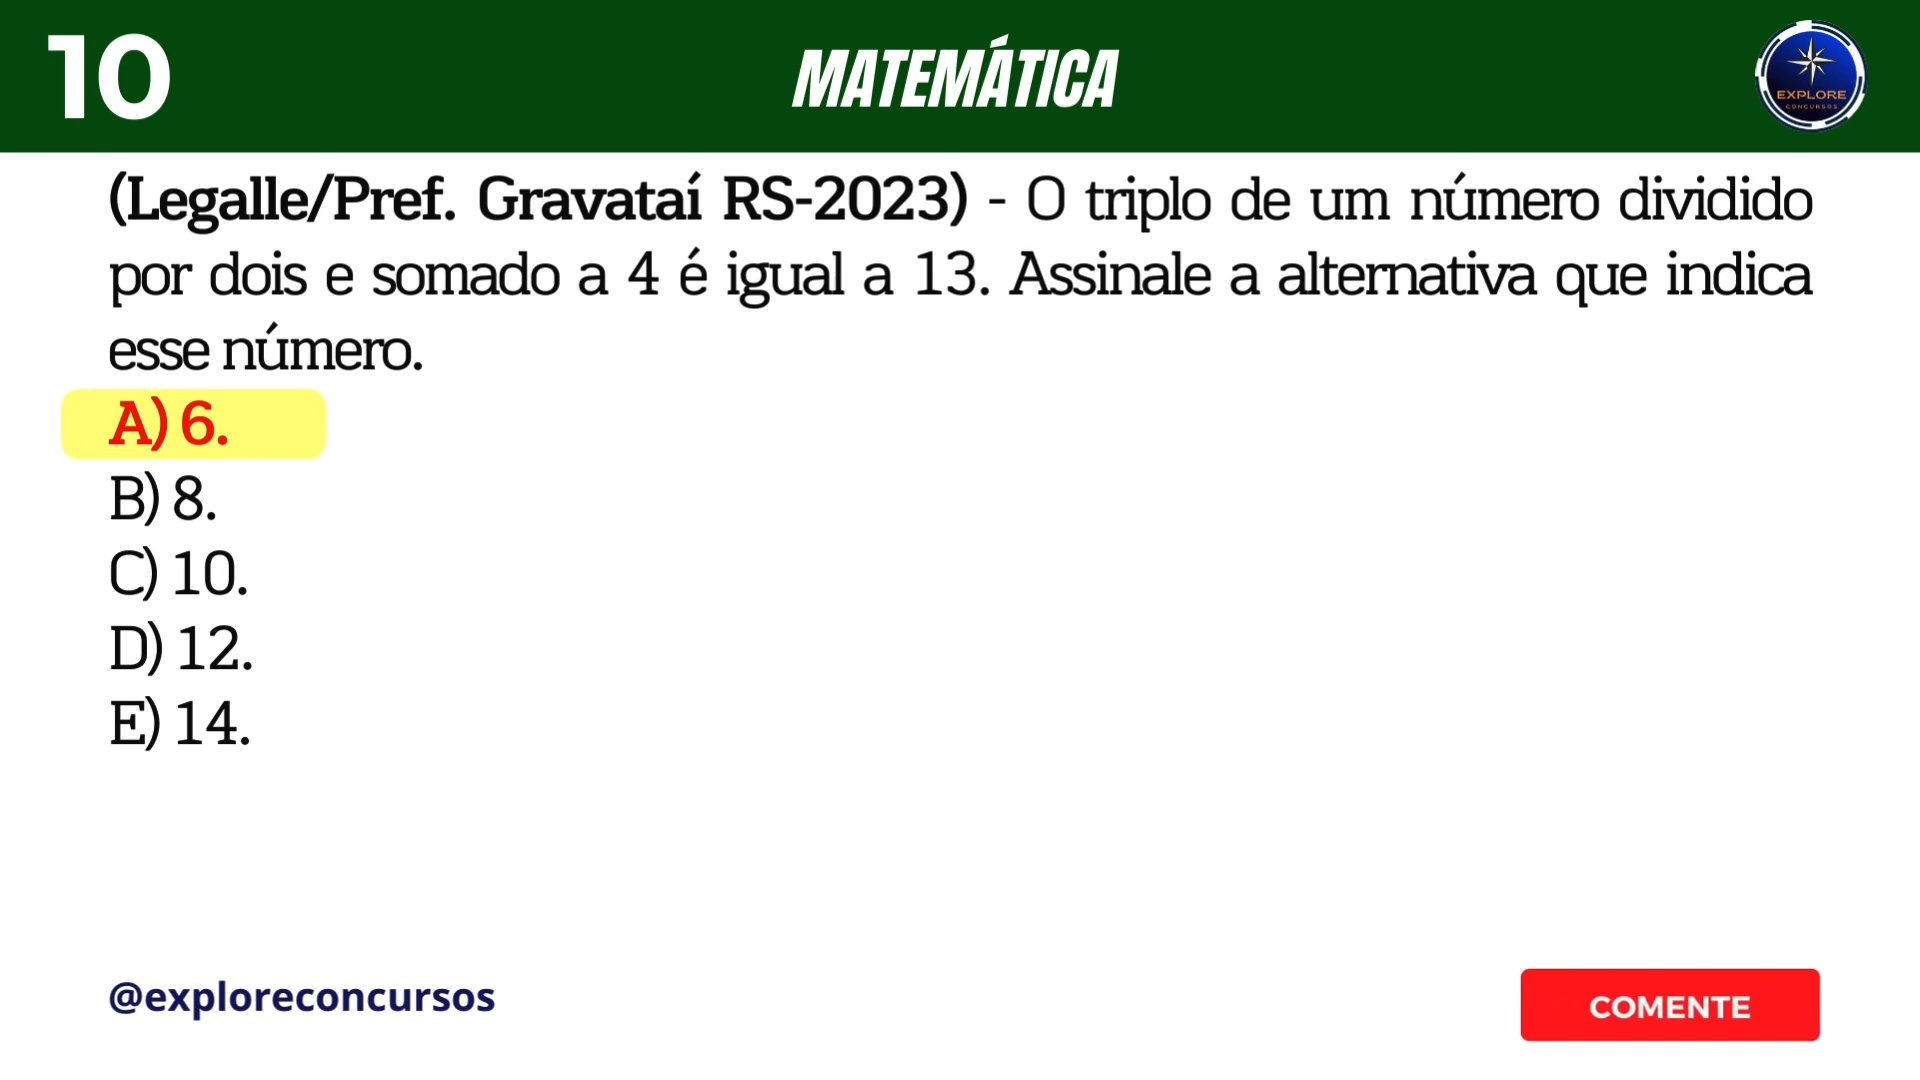 10
MATEMÁTICA
EXPLORE
CONCURSOS
(Legalle/Pref. Gravataí RS-2023) - O triplo de um número dividido
por dois e somado a 4 é igual a 13. Assinale a alternativa que indica
esse número.
A) 6.
B) 8.
C) 10.
D) 12.
E) 14.
@exploreconcursos
COMENTE